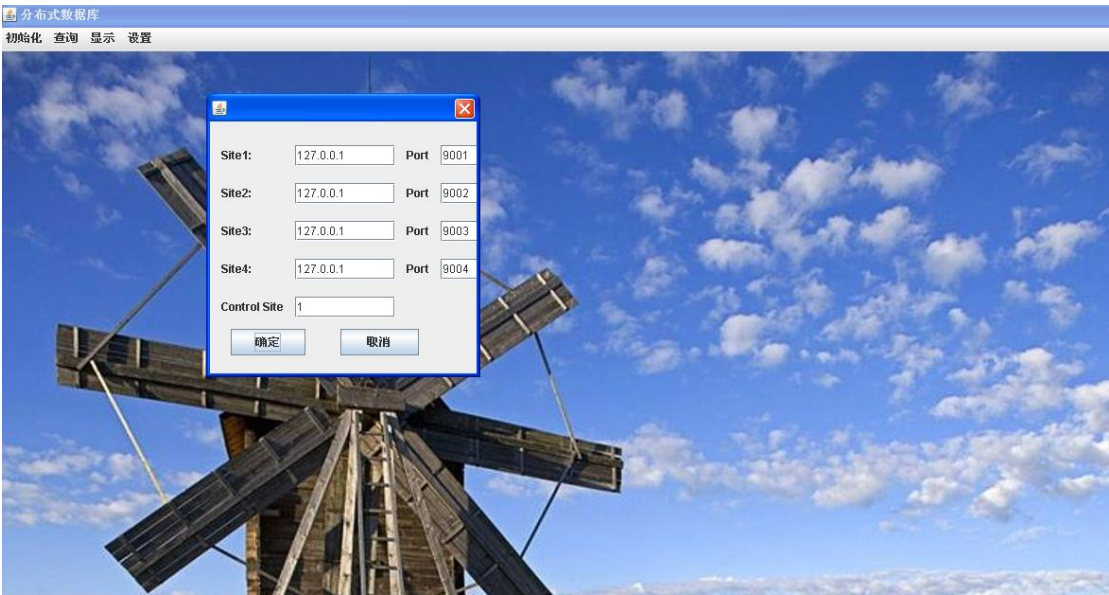 分布式数据库
初始化 查询 显示 设置
Site1: 127.0.0.1 Port 9001
Site2: 127.0.0.1 Port 9002
Site3: 127.0.0.1 Port 9003
Site4: 127.0.0.1 Port 9004
Control Site 1
确定 取消